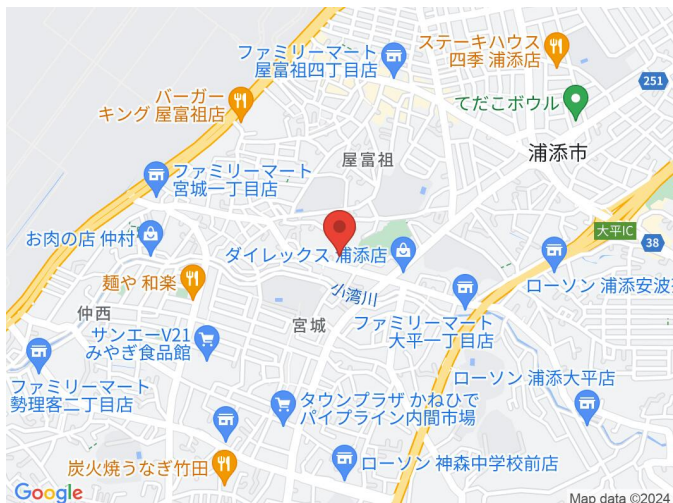 ファミリーマート
屋富祖四丁目店
ステーキハウス
四季 浦添店
251
バーガー
キング 屋富祖店
てだこボウル
浦添市
屋富祖
ファミリーマート
宮城一丁目店
お肉の店 仲村
ダイレックス 浦添店
大平IC
38
麺や 和楽
小湾川
ローソン 浦添安波茶
仲西
宮城
サンエーV21
みやぎ食品館
ファミリーマート
大平一丁目店
ファミリーマート
勢理客二丁目店
ローソン 浦添大平店
タウンプラザ かねひで
パイプライン内間市場
炭火焼うなぎ竹田
ローソン 神森中学校前店
Google
Map data ©2024